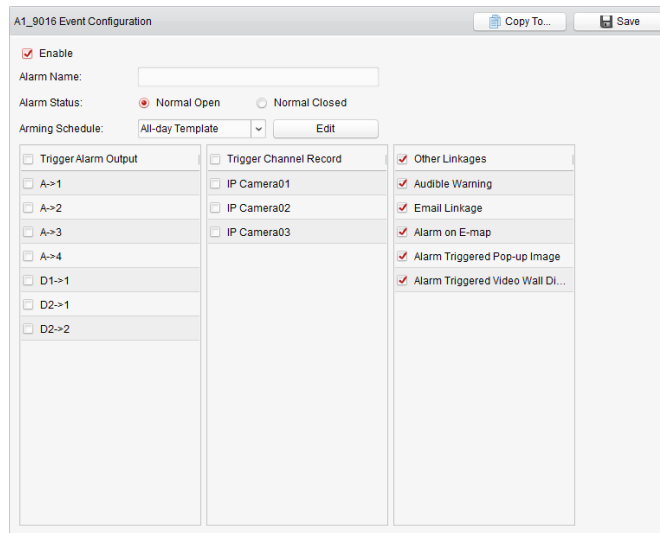 A1_9016 Event Configuration
Copy To...
Save
Enable
Alarm Name:
Alarm Status: Normal Open Normal Closed
Arming Schedule: All-day Template Edit
Trigger Alarm Output
A->1
A->2
A->3
A->4
D1->1
D2->1
D2->2
Trigger Channel Record
IP Camera01
IP Camera02
IP Camera03
Other Linkages
Audible Warning
Email Linkage
Alarm on E-map
Alarm Triggered Pop-up Image
Alarm Triggered Video Wall Di...